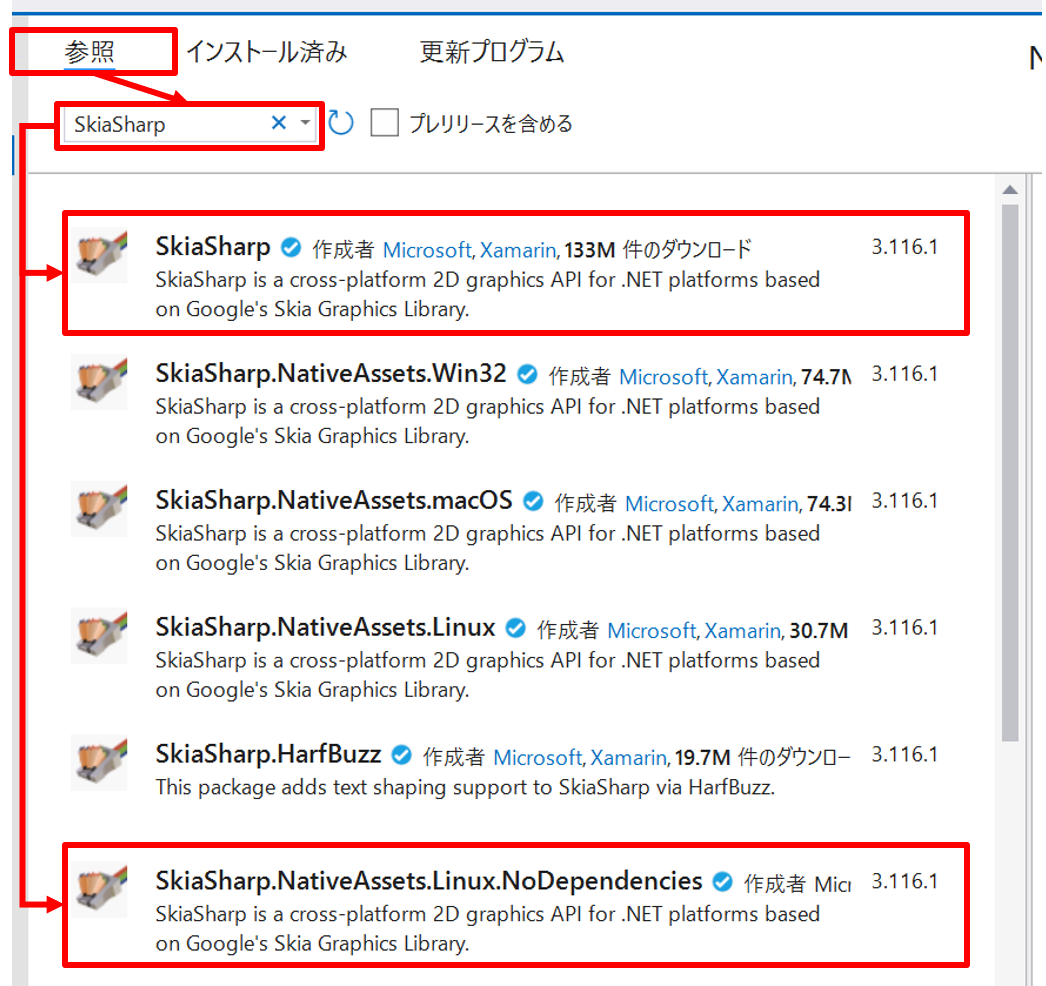 参照 インストール済み 更新プログラム N
SkiaSharp プレリリースを含める
SkiaSharp 作成者 Microsoft, Xamarin, 133M 件のダウンロード 3.116.1
SkiaSharp is a cross-platform 2D graphics API for .NET platforms based
on Google's Skia Graphics Library.
SkiaSharp.NativeAssets.Win32 作成者 Microsoft, Xamarin, 74.7M 3.116.1
SkiaSharp is a cross-platform 2D graphics API for .NET platforms based
on Google's Skia Graphics Library.
SkiaSharp.NativeAssets.macOS 作成者 Microsoft, Xamarin, 74.3 3.116.1
SkiaSharp is a cross-platform 2D graphics API for .NET platforms based
on Google's Skia Graphics Library.
SkiaSharp.NativeAssets.Linux 作成者 Microsoft, Xamarin, 30.7M 3.116.1
SkiaSharp is a cross-platform 2D graphics API for .NET platforms based
on Google's Skia Graphics Library.
SkiaSharp.HarfBuzz 作成者 Microsoft, Xamarin, 19.7M 件のダウンロー 3.116.1
This package adds text shaping support to SkiaSharp via HarfBuzz.
SkiaSharp.NativeAssets.Linux.NoDependencies 作成者 Micr 3.116.1
SkiaSharp is a cross-platform 2D graphics API for .NET platforms based
on Google's Skia Graphics Library.